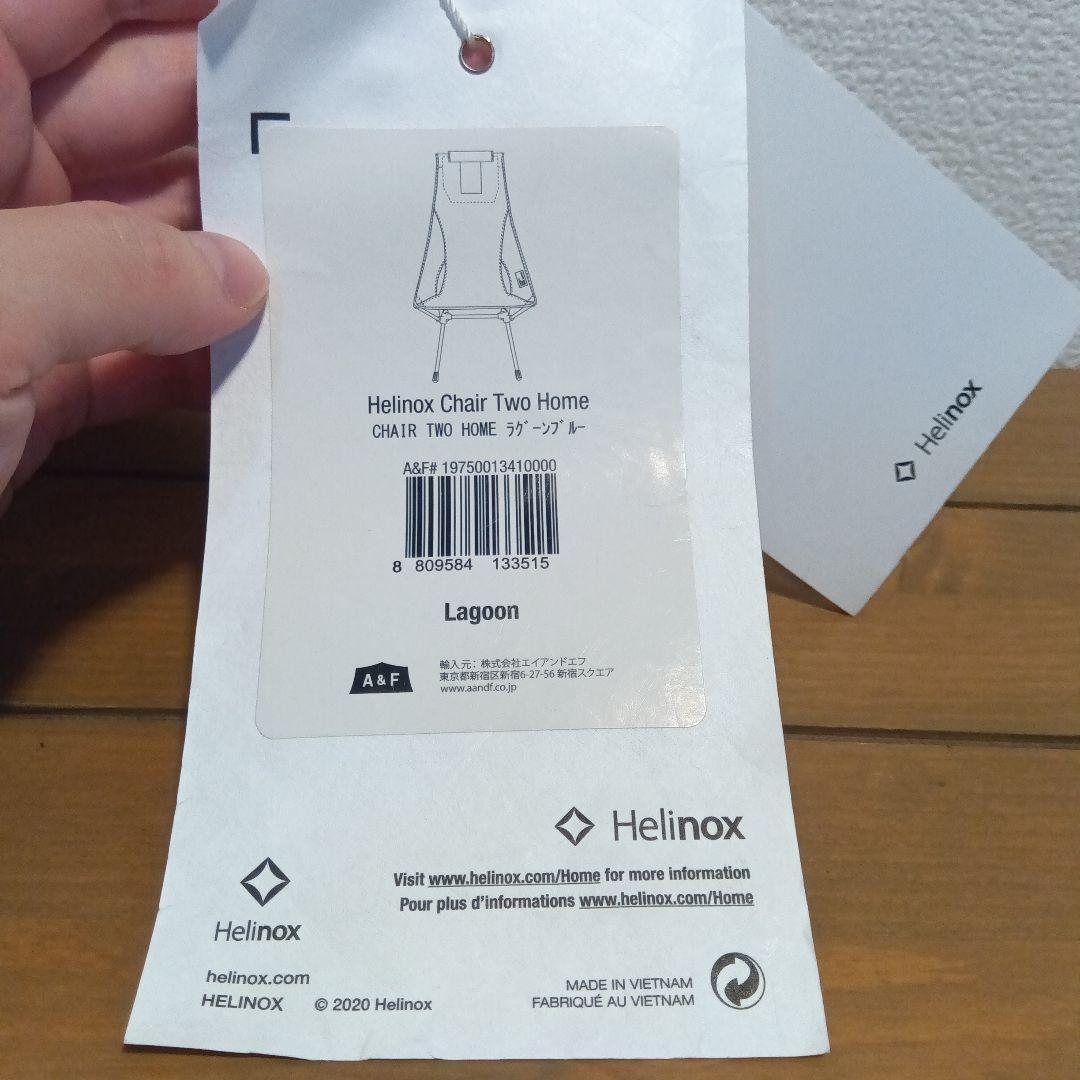 Helinox Chair Two Home
CHAIR TWO HOME ﾗｸﾞｰﾝﾌﾞﾙｰ
A&F# 19750013410000
8 809584 133515
Lagoon
A & F
輸入元: 株式会社エイアンドエフ
東京都新宿区新宿6-27-56 新宿スクエア
www.aandf.co.jp
Helinox
Helinox
Visit www.helinox.com/Home for more information
Pour plus d'informations www.helinox.com/Home
Helinox
helinox.com
HELINOX © 2020 Helinox
MADE IN VIETNAM
FABRIQUÉ AU VIETNAM